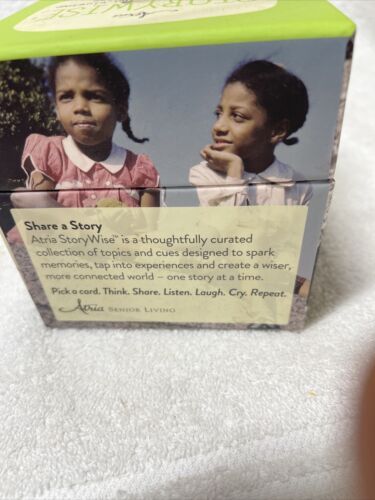 STORYWISE
Atria
Share a Story
Atria StoryWise™ is a thoughtfully curated
collection of topics and cues designed to spark
memories, tap into experiences and create a wiser,
more connected world – one story at a time.
Pick a card. Think. Share. Listen. Laugh. Cry. Repeat.
Atria SENIOR LIVING